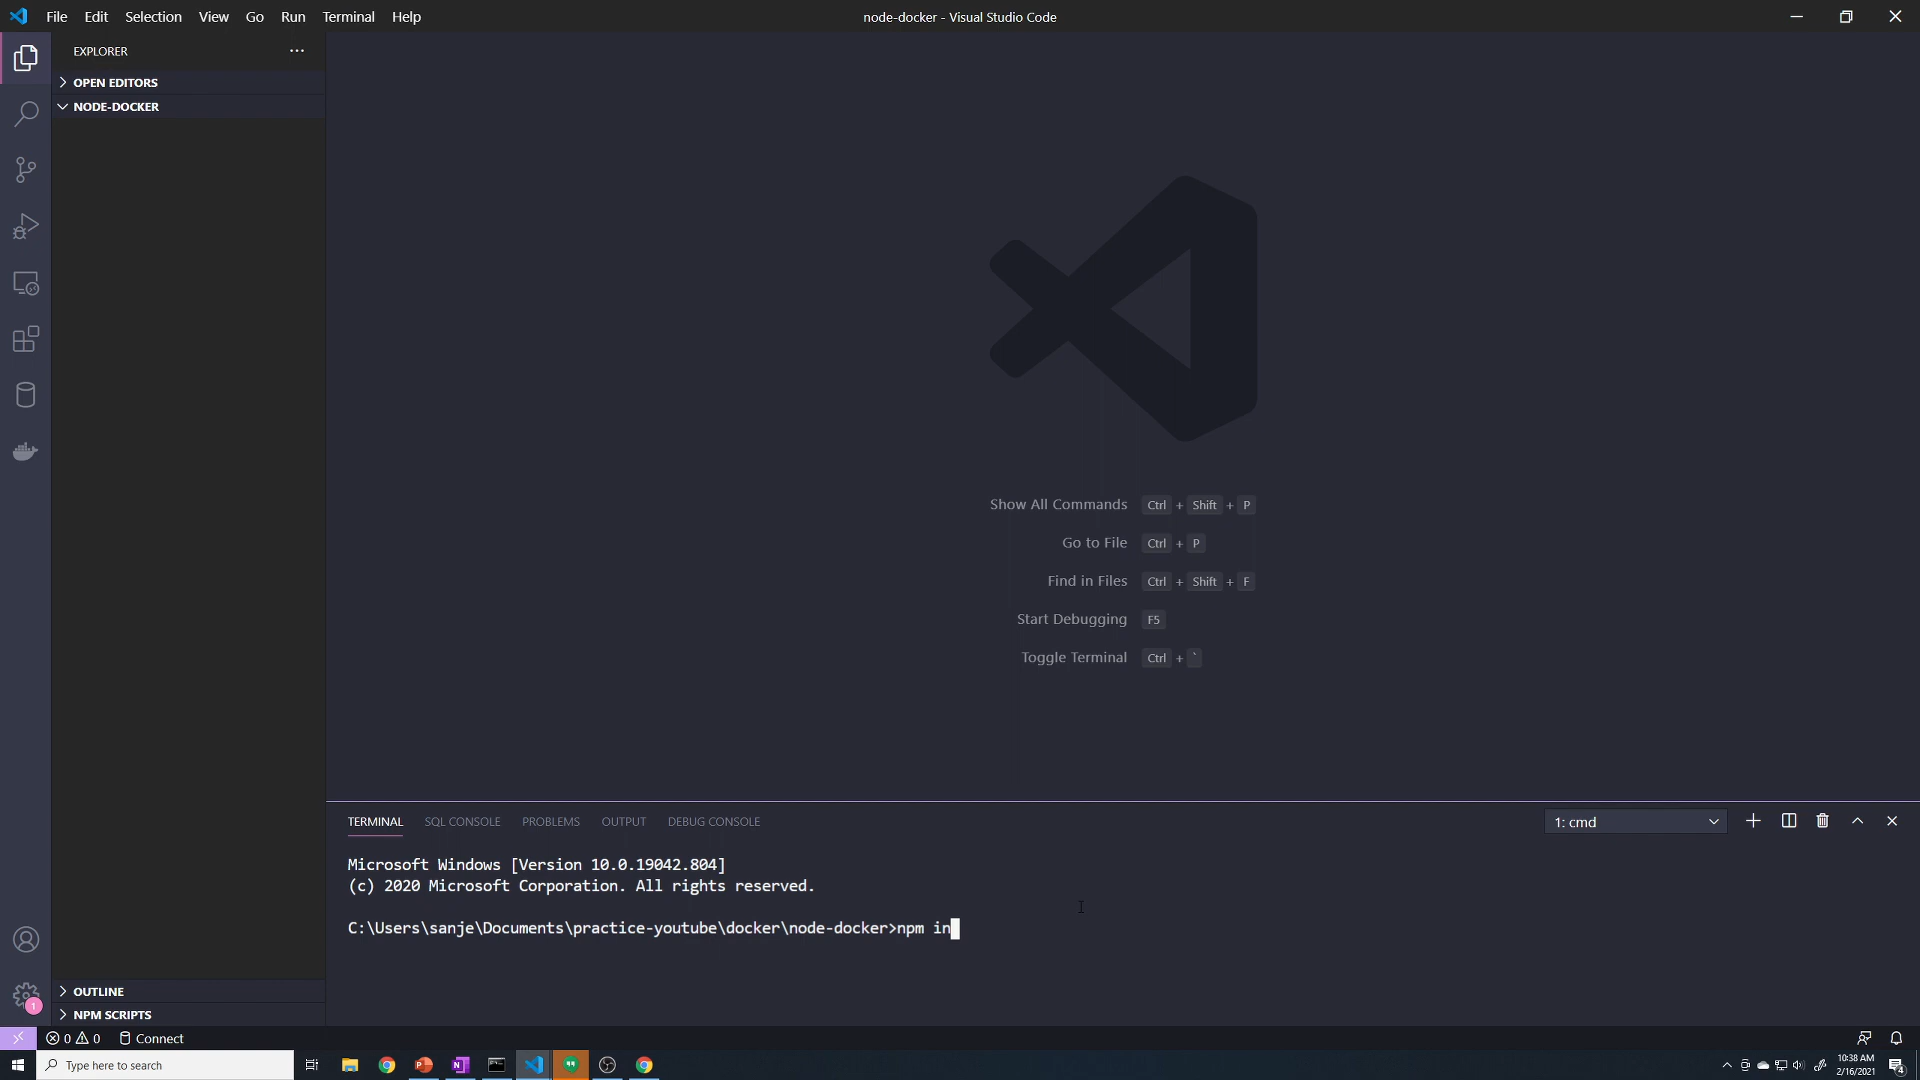 File Edit Selection View Go Run Terminal Help
node-docker - Visual Studio Code
EXPLORER
OPEN EDITORS
NODE-DOCKER
Show All Commands Ctrl + Shift + P
Go to File Ctrl + P
Find in Files Ctrl + Shift + F
Start Debugging F5
Toggle Terminal Ctrl + `
TERMINAL SQL CONSOLE PROBLEMS OUTPUT DEBUG CONSOLE
1: cmd
Microsoft Windows [Version 10.0.19042.804]
(c) 2020 Microsoft Corporation. All rights reserved.
C:\Users\sanje\Documents\practice-youtube\docker\node-docker>npm in
OUTLINE
1
NPM SCRIPTS
0 0 Connect
Type here to search
10:38 AM
2/16/2021
4